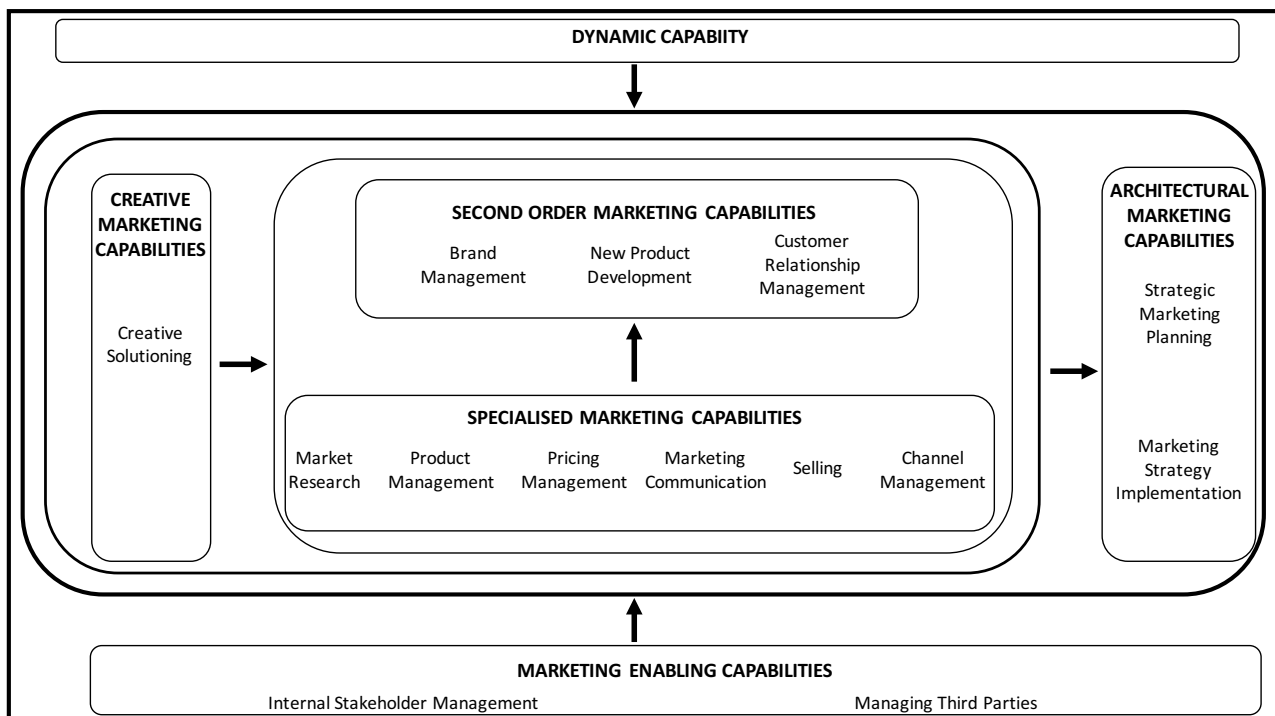 DYNAMIC CAPABIITY
CREATIVE
MARKETING
CAPABILITIES
Creative
Solutioning
SECOND ORDER MARKETING CAPABILITIES
Brand
Management
New Product
Development
Customer
Relationship
Management
SPECIALISED MARKETING CAPABILITIES
Market
Research
Product
Management
Pricing
Management
Marketing
Communication
Selling
Channel
Management
ARCHITECTURAL
MARKETING
CAPABILITIES
Strategic
Marketing
Planning
Marketing
Strategy
Implementation
MARKETING ENABLING CAPABILITIES
Internal Stakeholder Management
Managing Third Parties